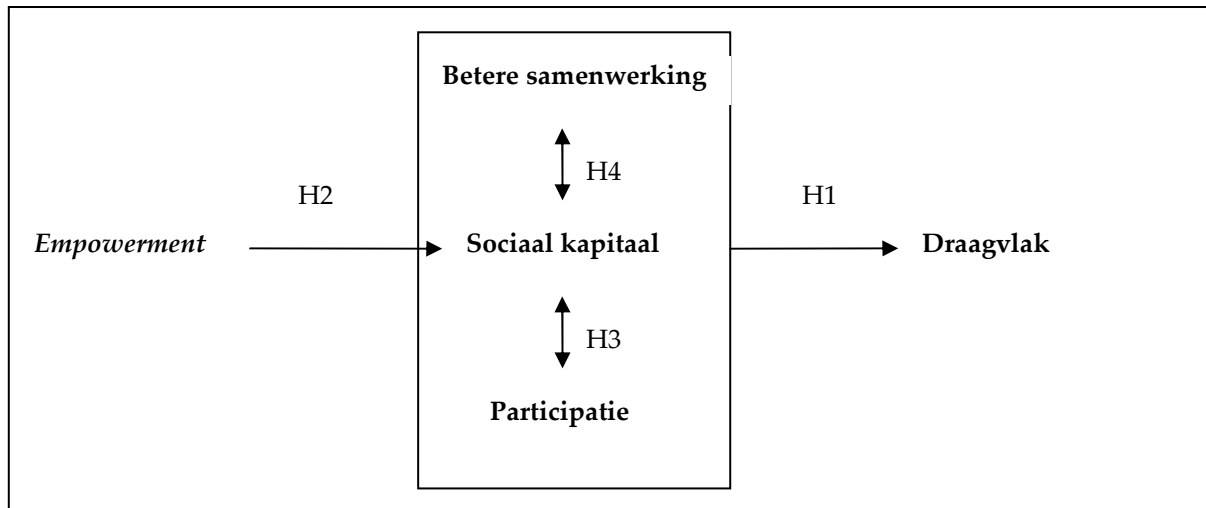 Betere samenwerking
H4
H2
H1
Empowerment
Sociaal kapitaal
Draagvlak
H3
Participatie